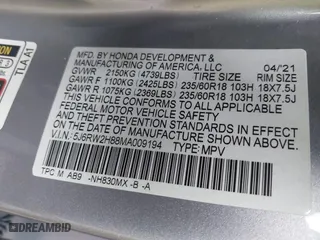 TLA A1
MFD. BY HONDA DEVELOPMENT & 04/21
MANUFACTURING OF AMERICA, LLC
GVWR 2150KG (4739LBS) TIRE SIZE RIM SIZE
GAWR F 1100KG (2425LBS) 235/60R18 103H 18X7.5J
GAWR R 1075KG (2369LBS) 235/60R18 103H 18X7.5J
THIS VEHICLE CONFORMS TO ALL APPLICABLE
FEDERAL MOTOR VEHICLE SAFETY
AND THEFT PREVENTION STANDARDS IN EFFECT
ON THE DATE OF MANUFACTURE SHOWN ABOVE.
V.I.N.: 5J6RW2H88MA009194 TYPE: MPV
TPC M AB9 -NH830MX -B -A
DREAMBID